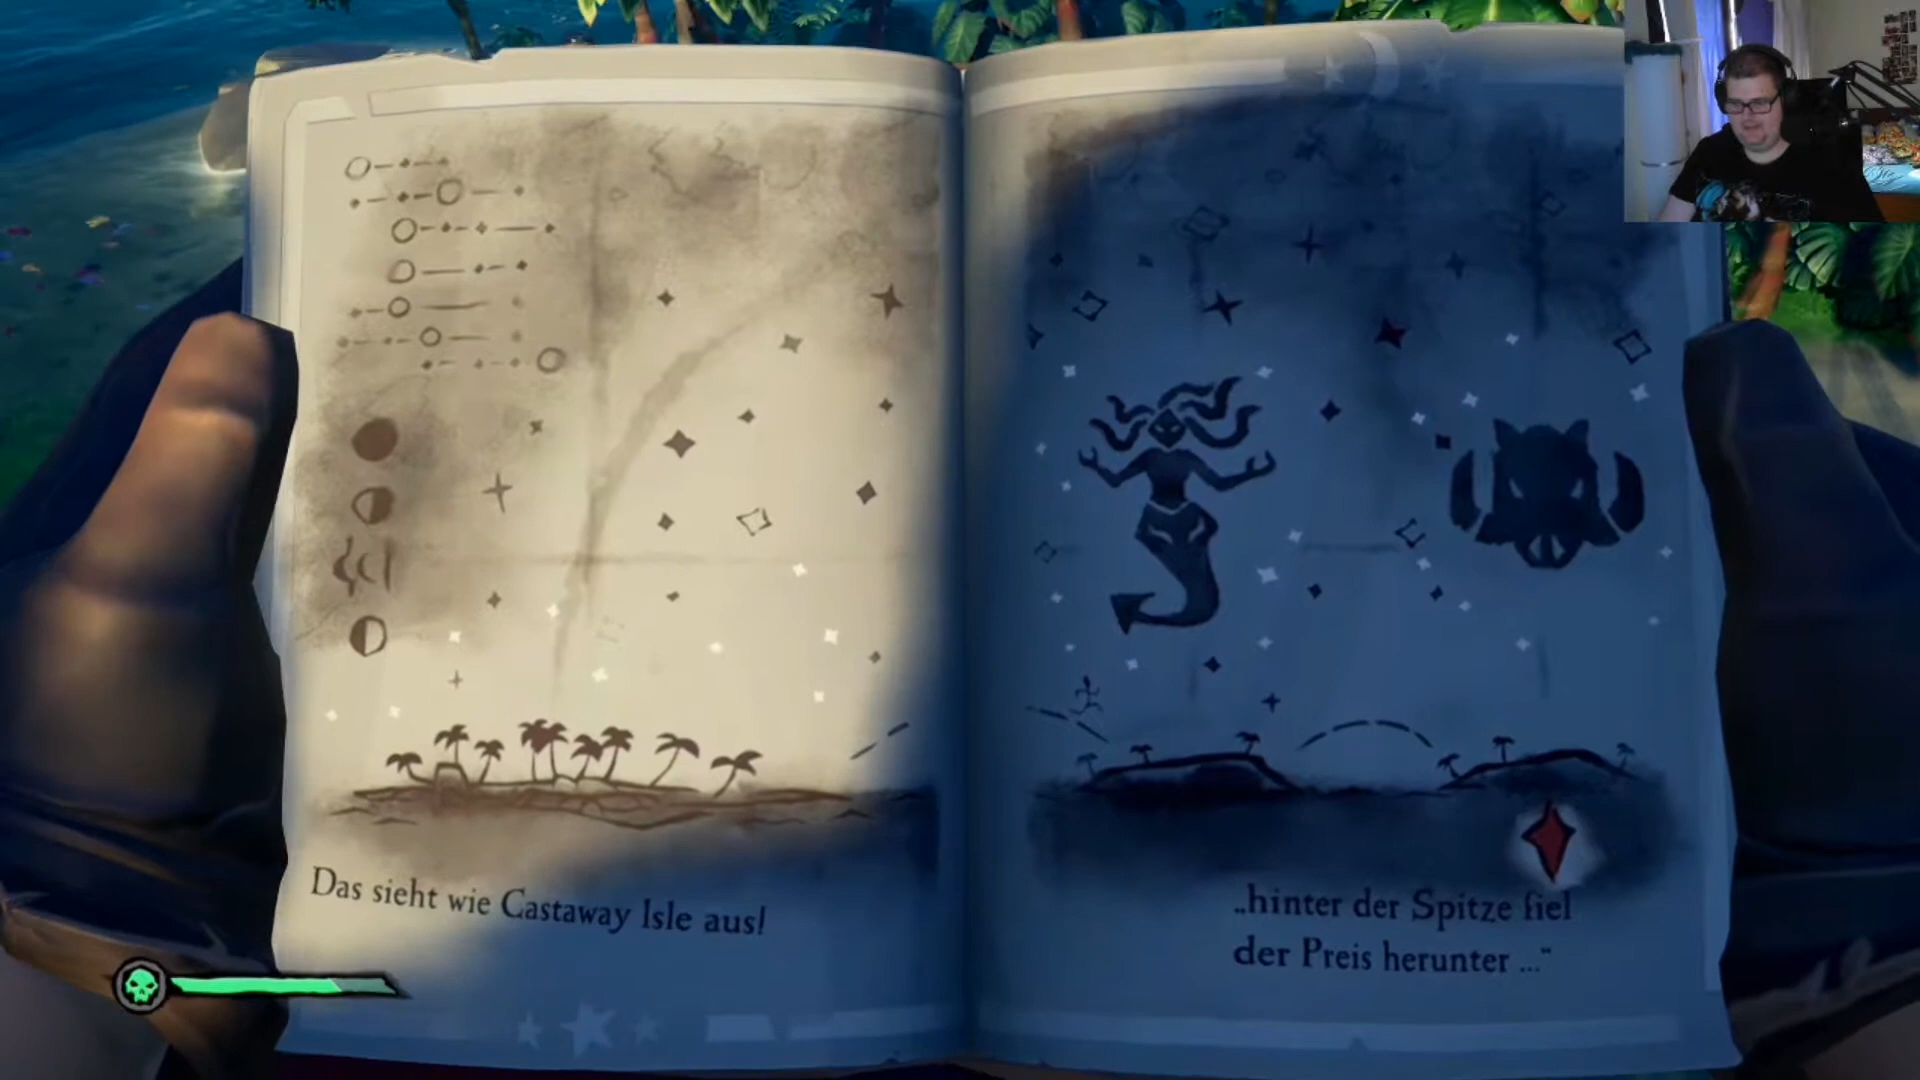 Das sieht wie Castaway Isle aus!
„hinter der Spitze fiel
der Preis herunter ..."